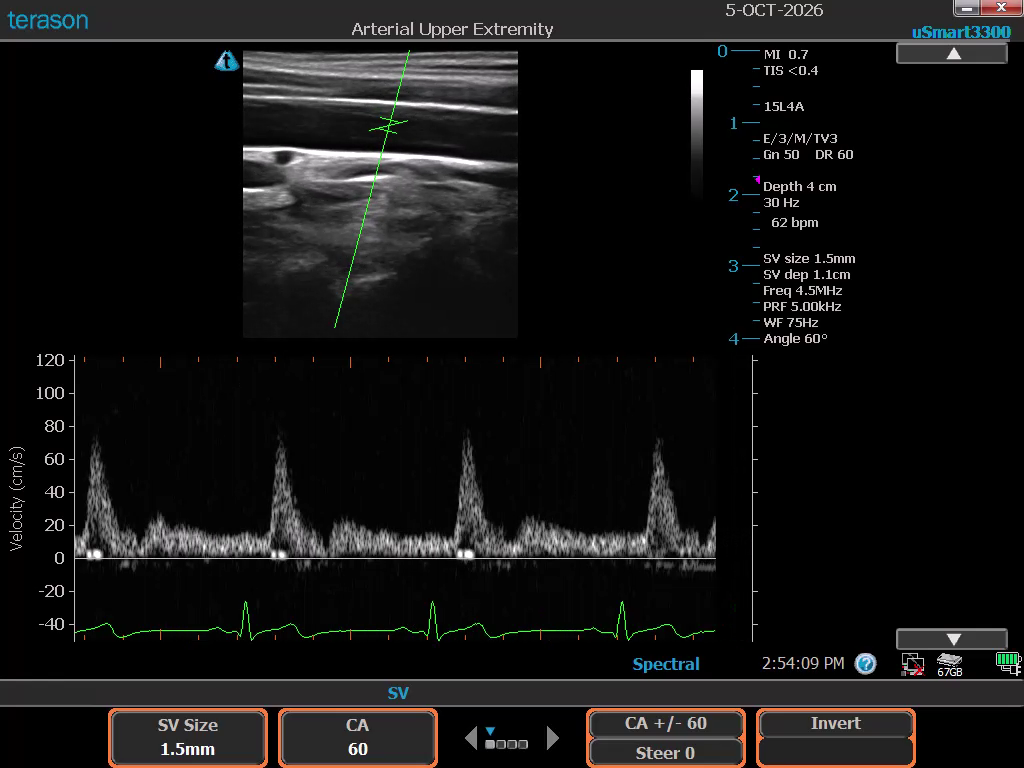 terason
Arterial Upper Extremity
5-OCT-2026
uSmart3300
t
0
1
2
3
4
MI 0.7
TIS <0.4
15L4A
E/3/M/TV3
Gn 50 DR 60
Depth 4 cm
30 Hz
62 bpm
SV size 1.5mm
SV dep 1.1cm
Freq 4.5MHz
PRF 5.00kHz
WF 75Hz
Angle 60°
Velocity (cm/s)
120
100
80
60
40
20
0
-20
-40
Spectral
2:54:09 PM
?
67GB
SV
SV Size
1.5mm
CA
60
CA +/- 60
Steer 0
Invert